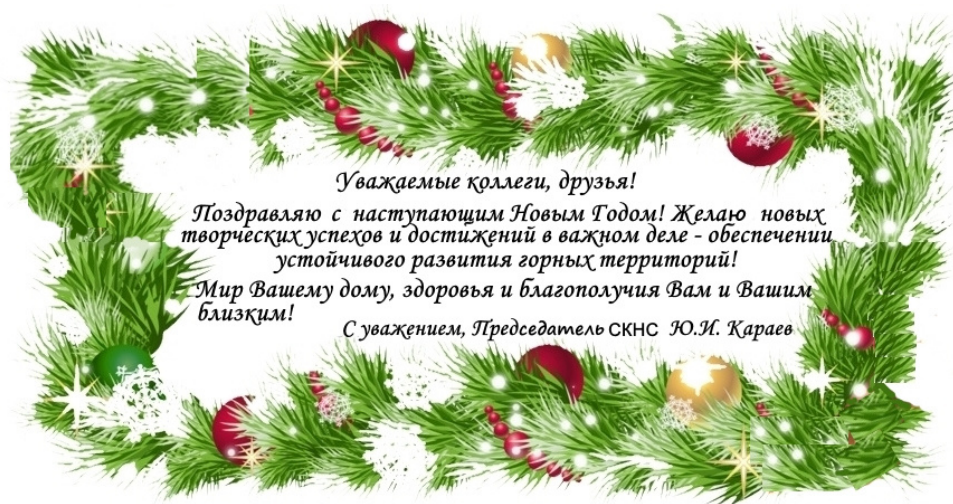 Уважаемые коллеги, друзья!
Поздравляю с наступающим Новым Годом! Желаю новых
творческих успехов и достижений в важном деле - обеспечении
устойчивого развития горных территорий!
Мир Вашему дому, здоровья и благополучия Вам и Вашим
близким!
С уважением, Председатель СКНС Ю.И. Караев